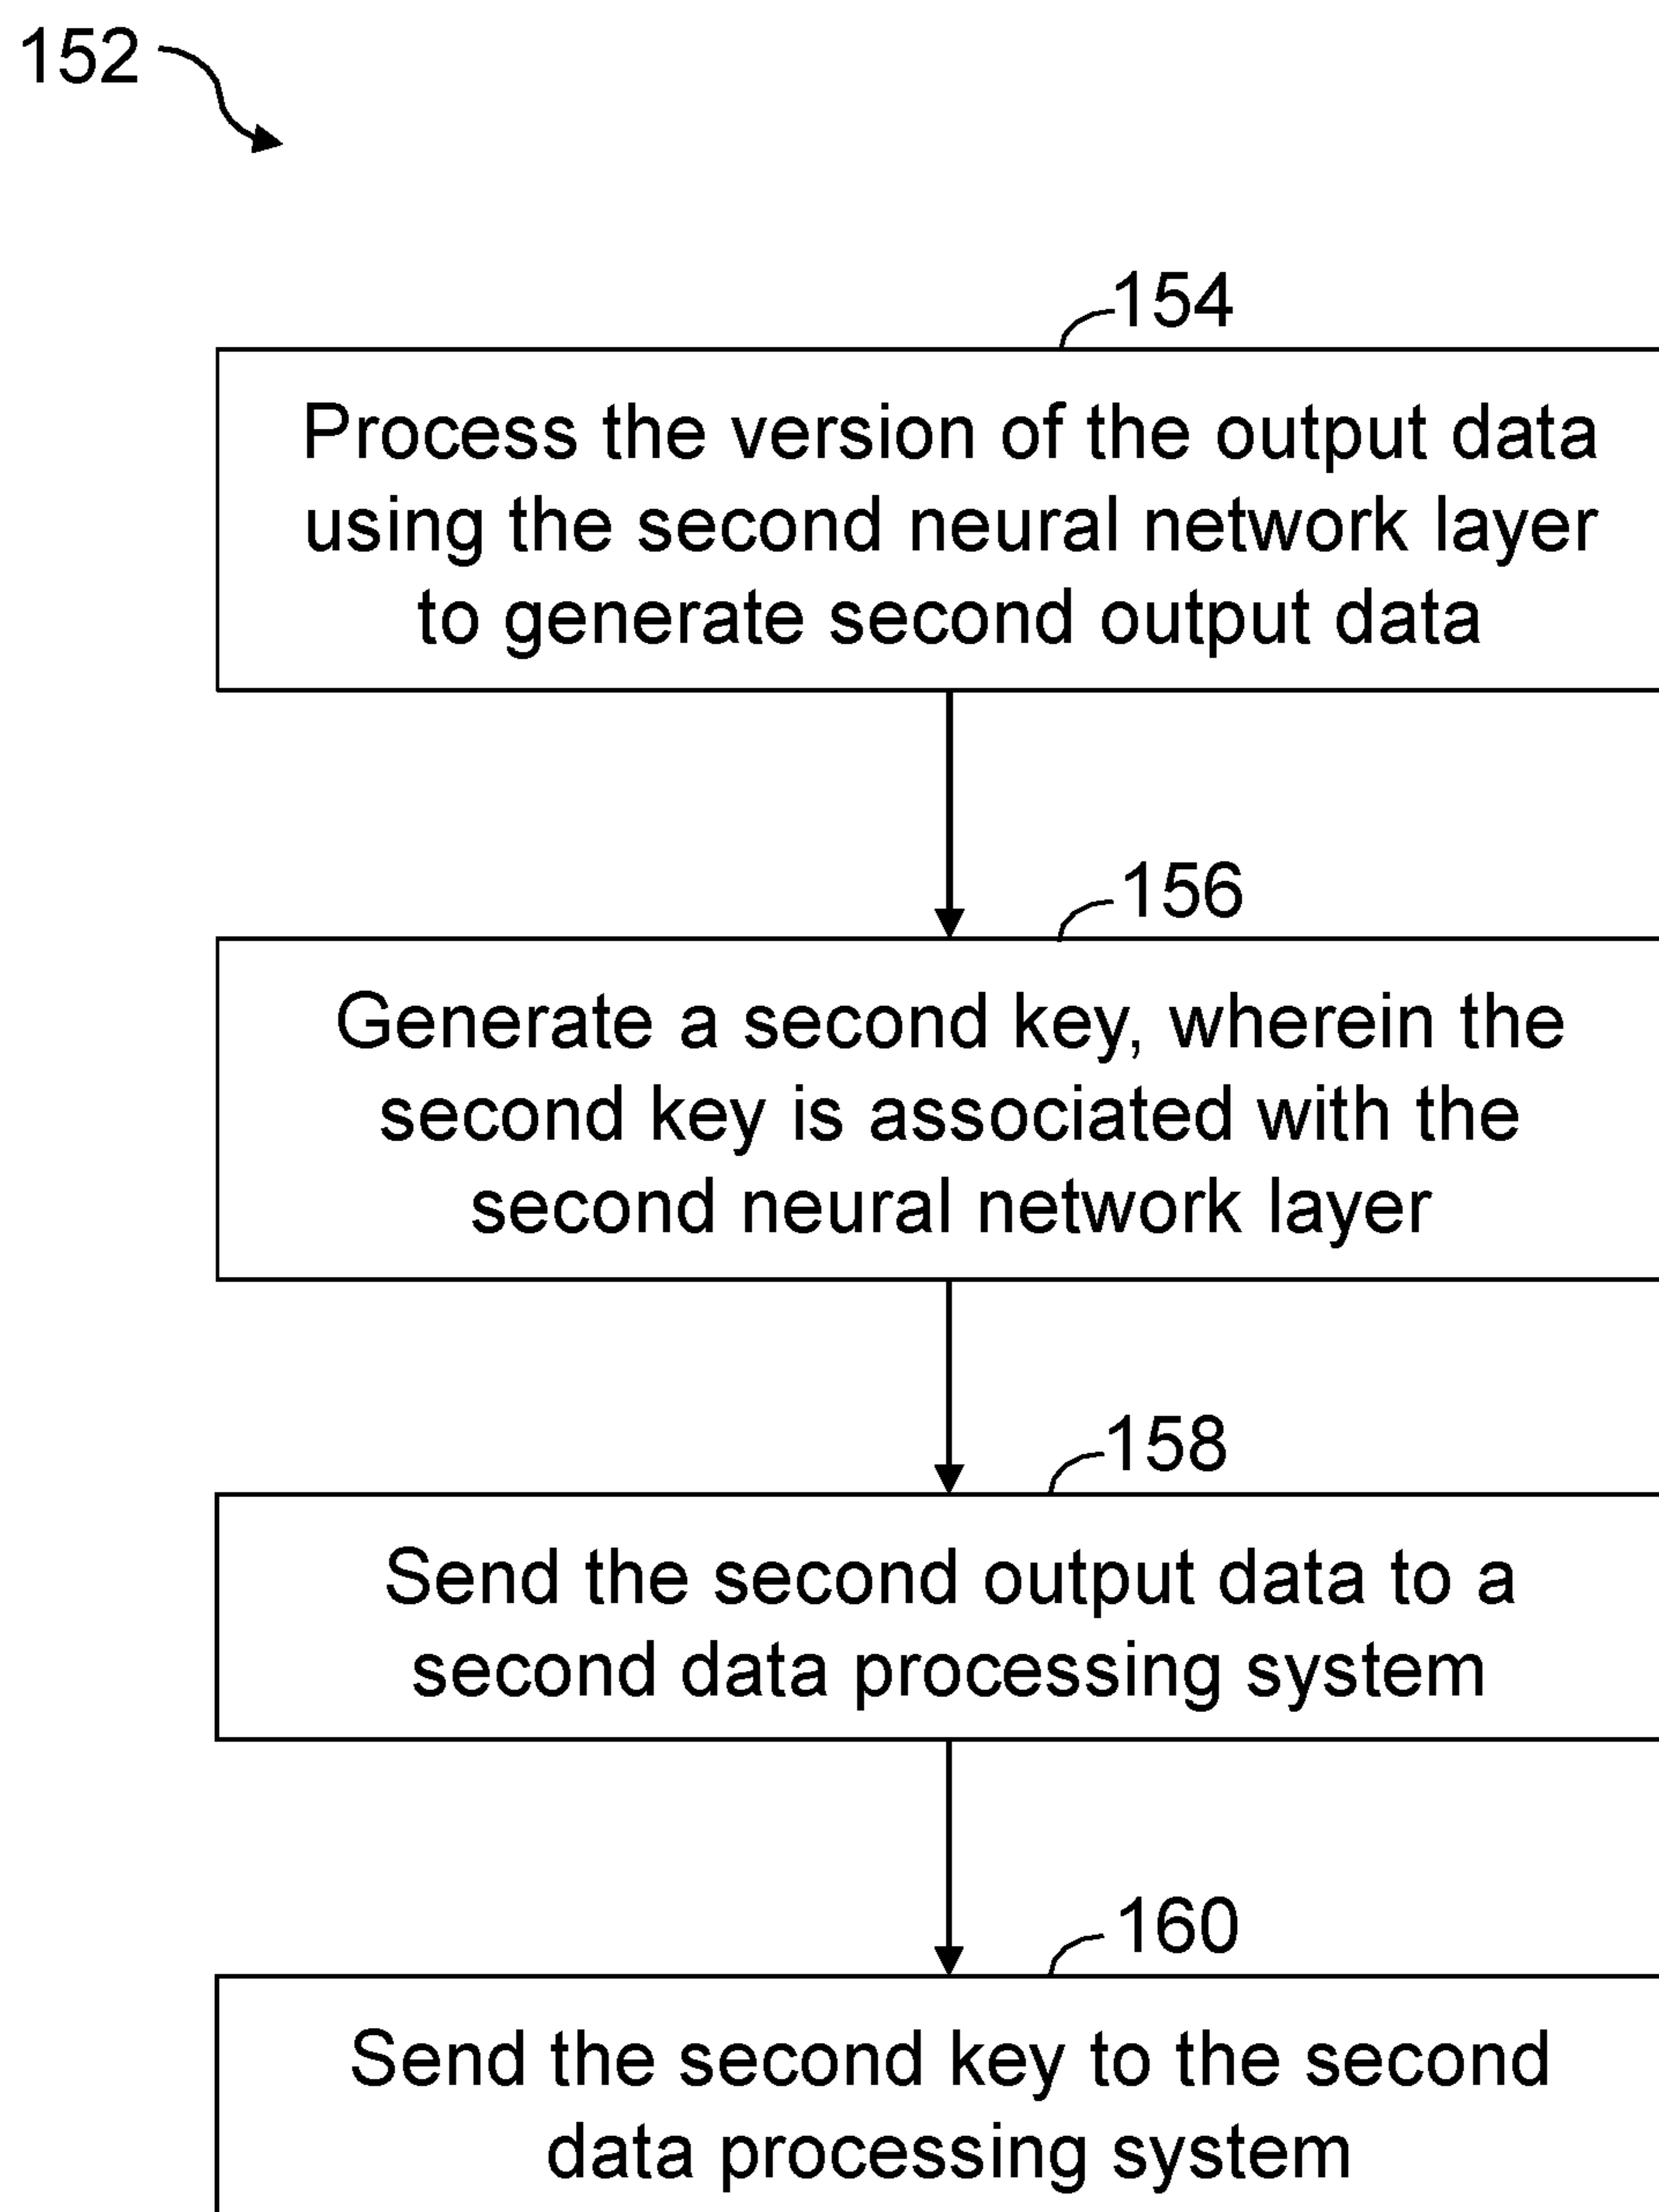 152
154
Process the version of the output data
using the second neural network layer
to generate second output data
156
Generate a second key, wherein the
second key is associated with the
second neural network layer
158
Send the second output data to a
second data processing system
160
Send the second key to the second
data processing system